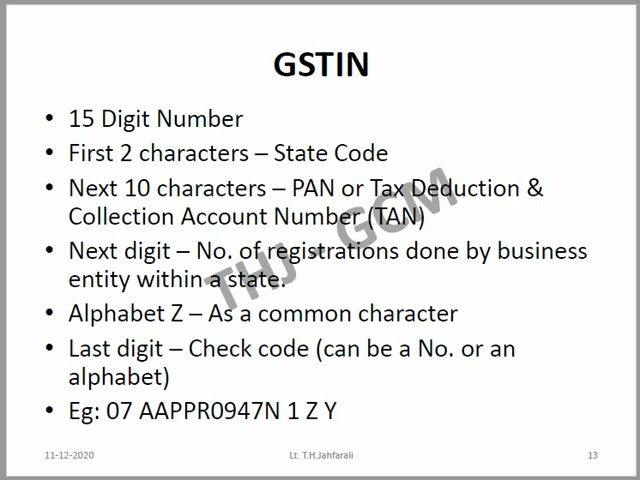 GSTIN
• 15 Digit Number
• First 2 characters – State Code
• Next 10 characters – PAN or Tax Deduction &
Collection Account Number (TAN)
• Next digit – No. of registrations done by business
entity within a state.
• Alphabet Z – As a common character
• Last digit – Check code (can be a No. or an
alphabet)
• Eg: 07 AAPPR0947N 1 Z Y
THJ - GCM
11-12-2020
Lt. T.H.Jahfarali
13